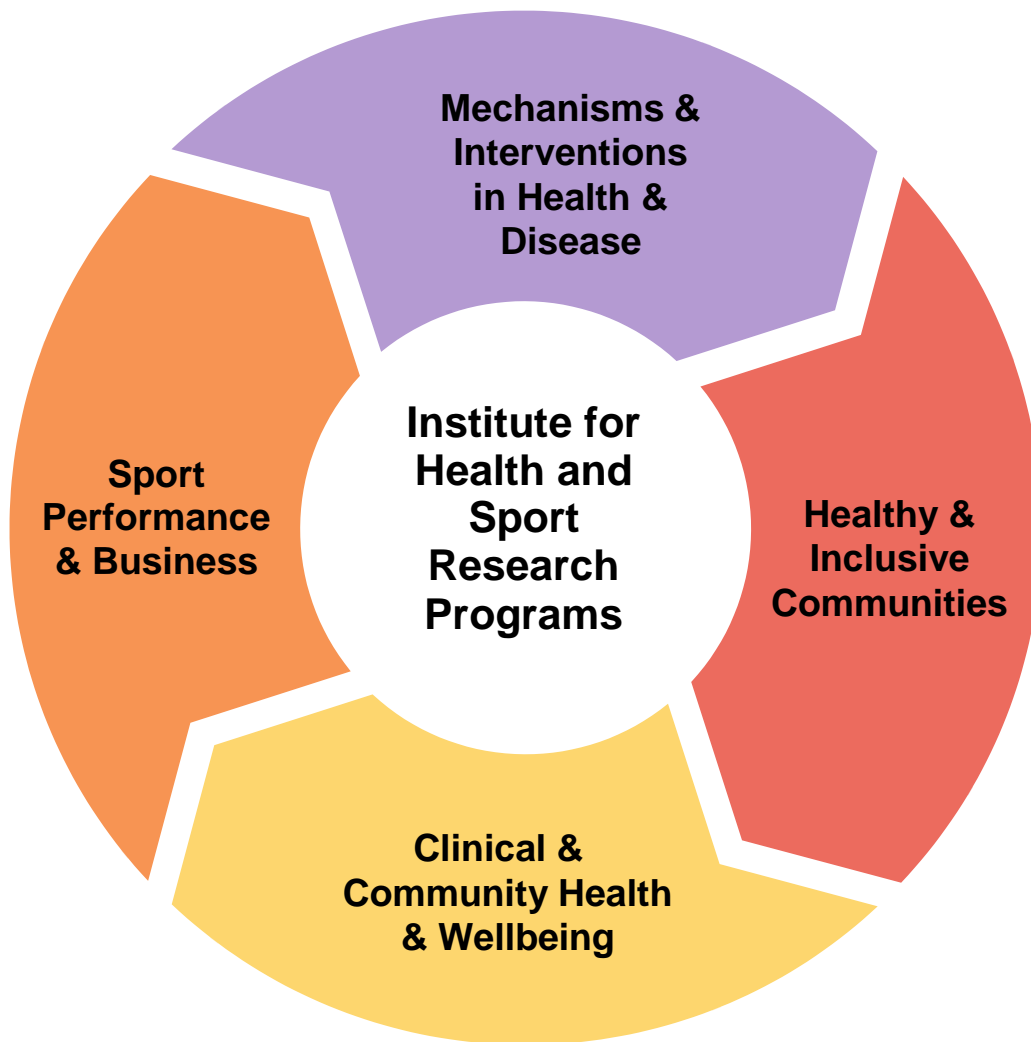 Mechanisms &
Interventions
in Health &
Disease
Institute for
Health and
Sport
Research
Programs
Sport
Performance
& Business
Healthy &
Inclusive
Communities
Clinical &
Community Health
& Wellbeing